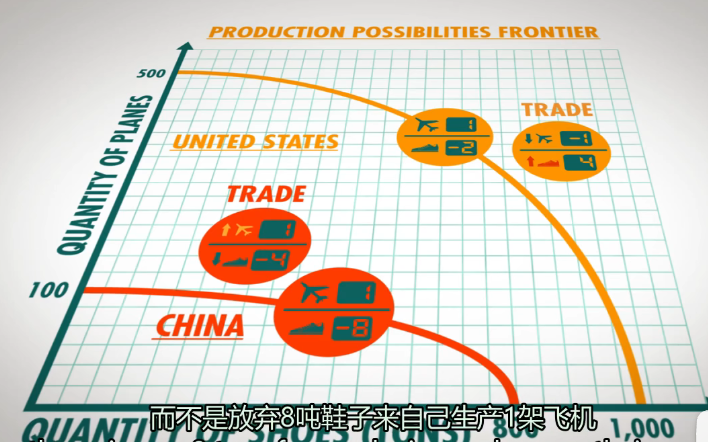 PRODUCTION POSSIBILITIES FRONTIER
500
QUANTITY OF PLANES
UNITED STATES
1
-2
TRADE
-1
4
TRADE
1
-4
100
CHINA
1
-8
而不是放弃8吨鞋子来自己生产1架飞机
QUANTITY OF SHOES (TONS)
800
1,000